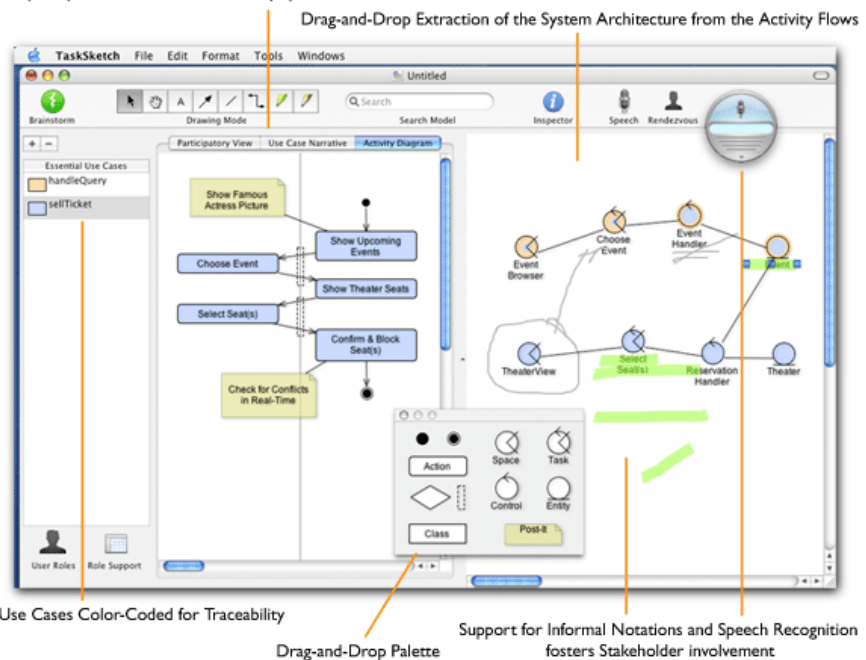 Drag-and-Drop Extraction of the System Architecture from the Activity Flows
TaskSketch File Edit Format Tools Windows
Untitled
Search
Brainstorm
Drawing Mode
Search Model
Inspector
Speech
Rendezvous
Participatory View
Use Case Narrative
Activity Diagram
Essential Use Cases
handleQuery
sellTicket
Show Famous
Actress Picture
Show Upcoming
Events
Choose Event
Show Theater Seats
Select Seat(s)
Confirm & Block
Seat(s)
Check for Conflicts
in Real-Time
Event
Browser
Choose
Event
Event
Handler
Event
TheaterView
Select
Seat(s)
Reservation
Handler
Theater
Action
Space
Task
Control
Entity
Class
Post-It
User Roles
Role Support
Use Cases Color-Coded for Traceability
Drag-and-Drop Palette
Support for Informal Notations and Speech Recognition
fosters Stakeholder involvement